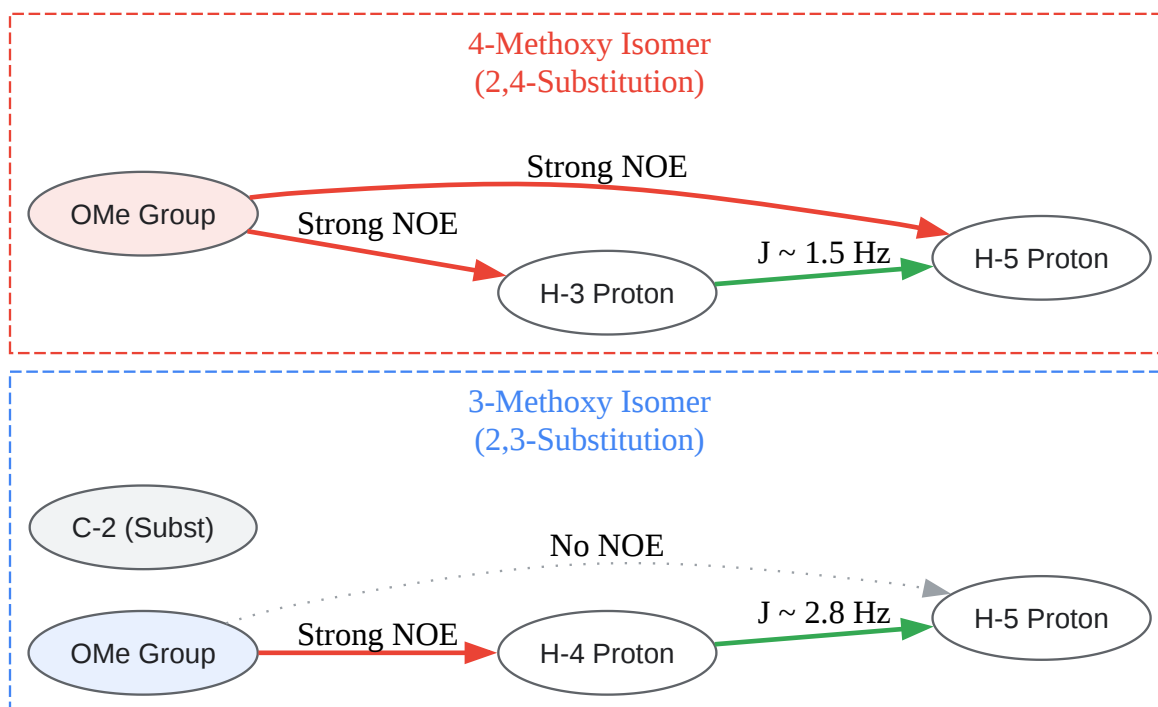 4-Methoxy Isomer
(2,4-Substitution)
Strong NOE
OMe Group
Strong NOE
J ~ 1.5 Hz
H-5 Proton
H-3 Proton
3-Methoxy Isomer
(2,3-Substitution)
C-2 (Subst)
No NOE
J ~ 2.8 Hz
H-5 Proton
OMe Group
Strong NOE
H-4 Proton